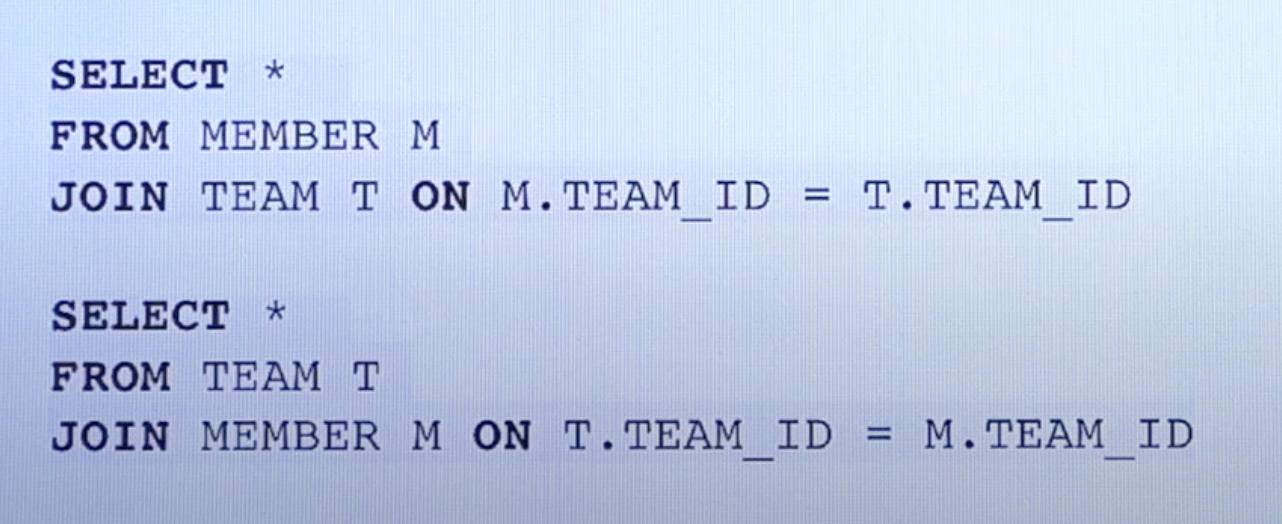 SELECT *
FROM MEMBER M
JOIN TEAM T ON M.TEAM_ID = T.TEAM_ID
SELECT *
FROM TEAM T
JOIN MEMBER M ON T.TEAM_ID = M.TEAM_ID